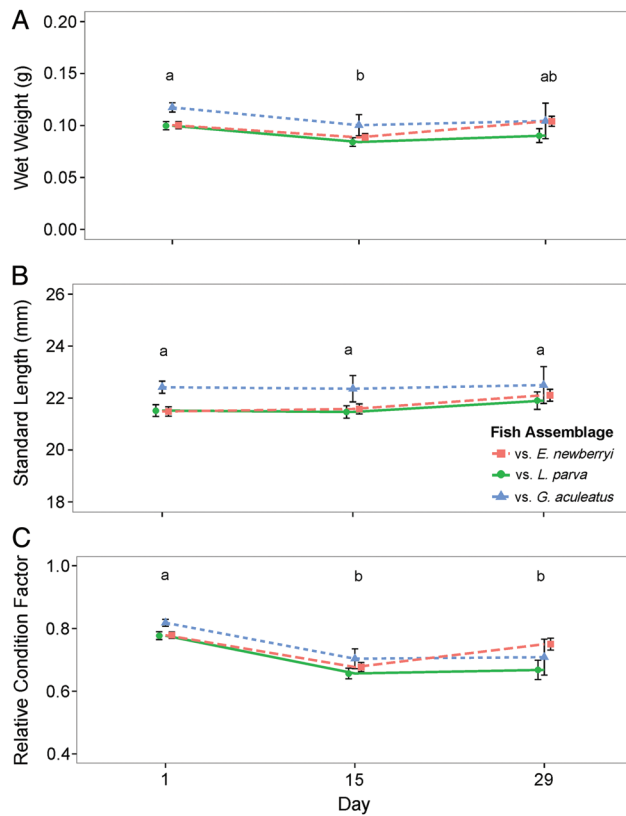 A
Wet Weight (g)
0.20
0.15
0.10
0.05
0.00
a
b
ab
B
Standard Length (mm)
26
24
22
20
18
a
a
a
Fish Assemblage
vs. E. newberryi
vs. L. parva
vs. G. aculeatus
C
Relative Condition Factor
1.0
0.8
0.6
0.4
a
b
b
1
15
29
Day